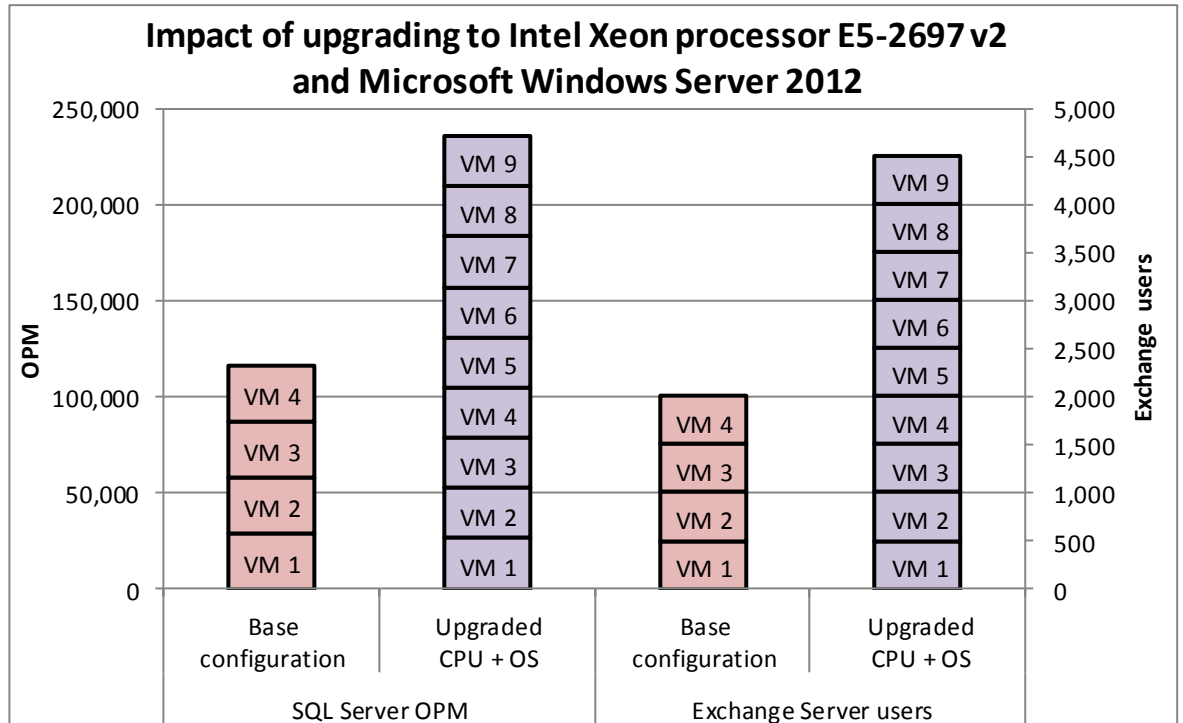 Impact of upgrading to Intel Xeon processor E5-2697 v2
and Microsoft Windows Server 2012
OPM
250,000
200,000
150,000
100,000
50,000
0
VM 4
VM 3
VM 2
VM 1
VM 9
VM 8
VM 7
VM 6
VM 5
VM 4
VM 3
VM 2
VM 1
VM 4
VM 3
VM 2
VM 1
VM 9
VM 8
VM 7
VM 6
VM 5
VM 4
VM 3
VM 2
VM 1
5,000
4,500
4,000
3,500
3,000
2,500
2,000
1,500
1,000
500
0
Exchange users
Base
configuration
Upgraded
CPU + OS
Base
configuration
Upgraded
CPU + OS
SQL Server OPM
Exchange Server users